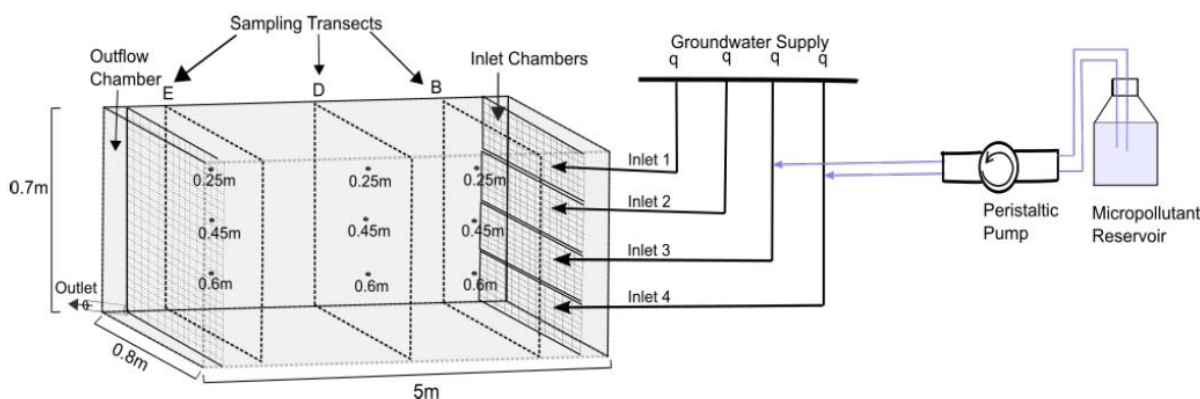 Sampling Transects
Outflow
Chamber
E
D
B
Inlet Chambers
Groundwater Supply
q
q
q
q
0.7m
0.25m
0.25m
0.25m
0.45m
0.45m
0.45m
0.6m
0.6m
0.6m
Inlet 1
Inlet 2
Inlet 3
Inlet 4
Peristaltic
Pump
Micropollutant
Reservoir
Outlet
0.8m
5m